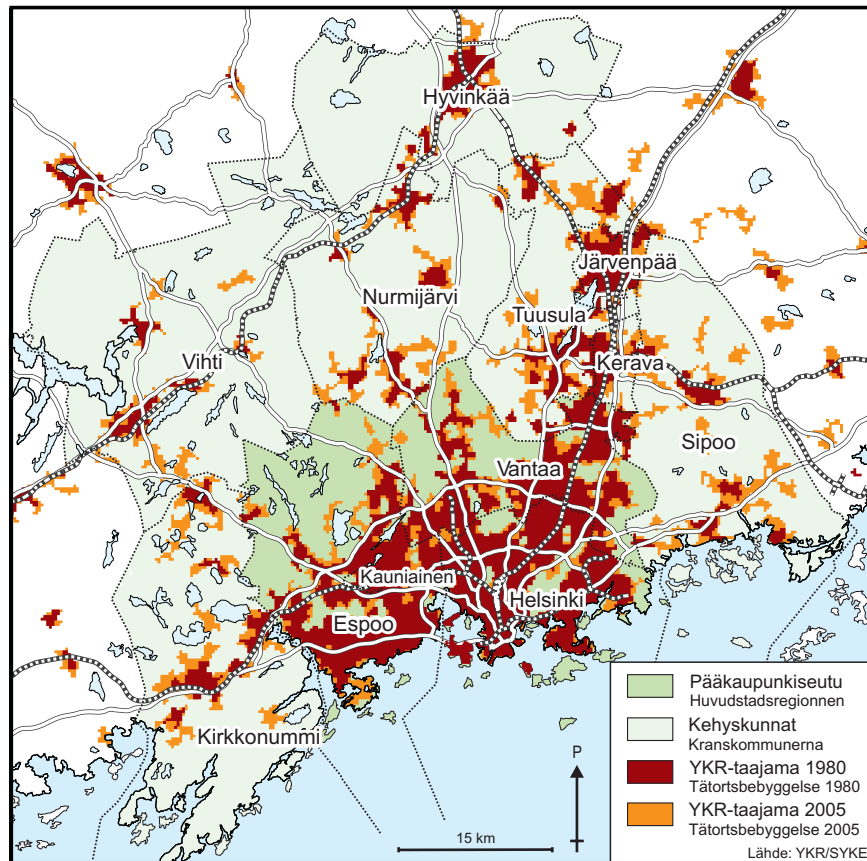 Hyvinkää
Järvenpää
Nurmijärvi
Tuusula
Vihti
Kerava
Sipoo
Vantaa
Kauniainen
Helsinki
Espoo
Kirkkonummi
Pääkaupunkiseutu
Huvudstadsregionnen
Kehyskunnat
Kranskommunerna
YKR-taajama 1980
Tätortsbebyggelse 1980
YKR-taajama 2005
Tätortsbebyggelse 2005
P
15 km
Lähde: YKR/SYKE